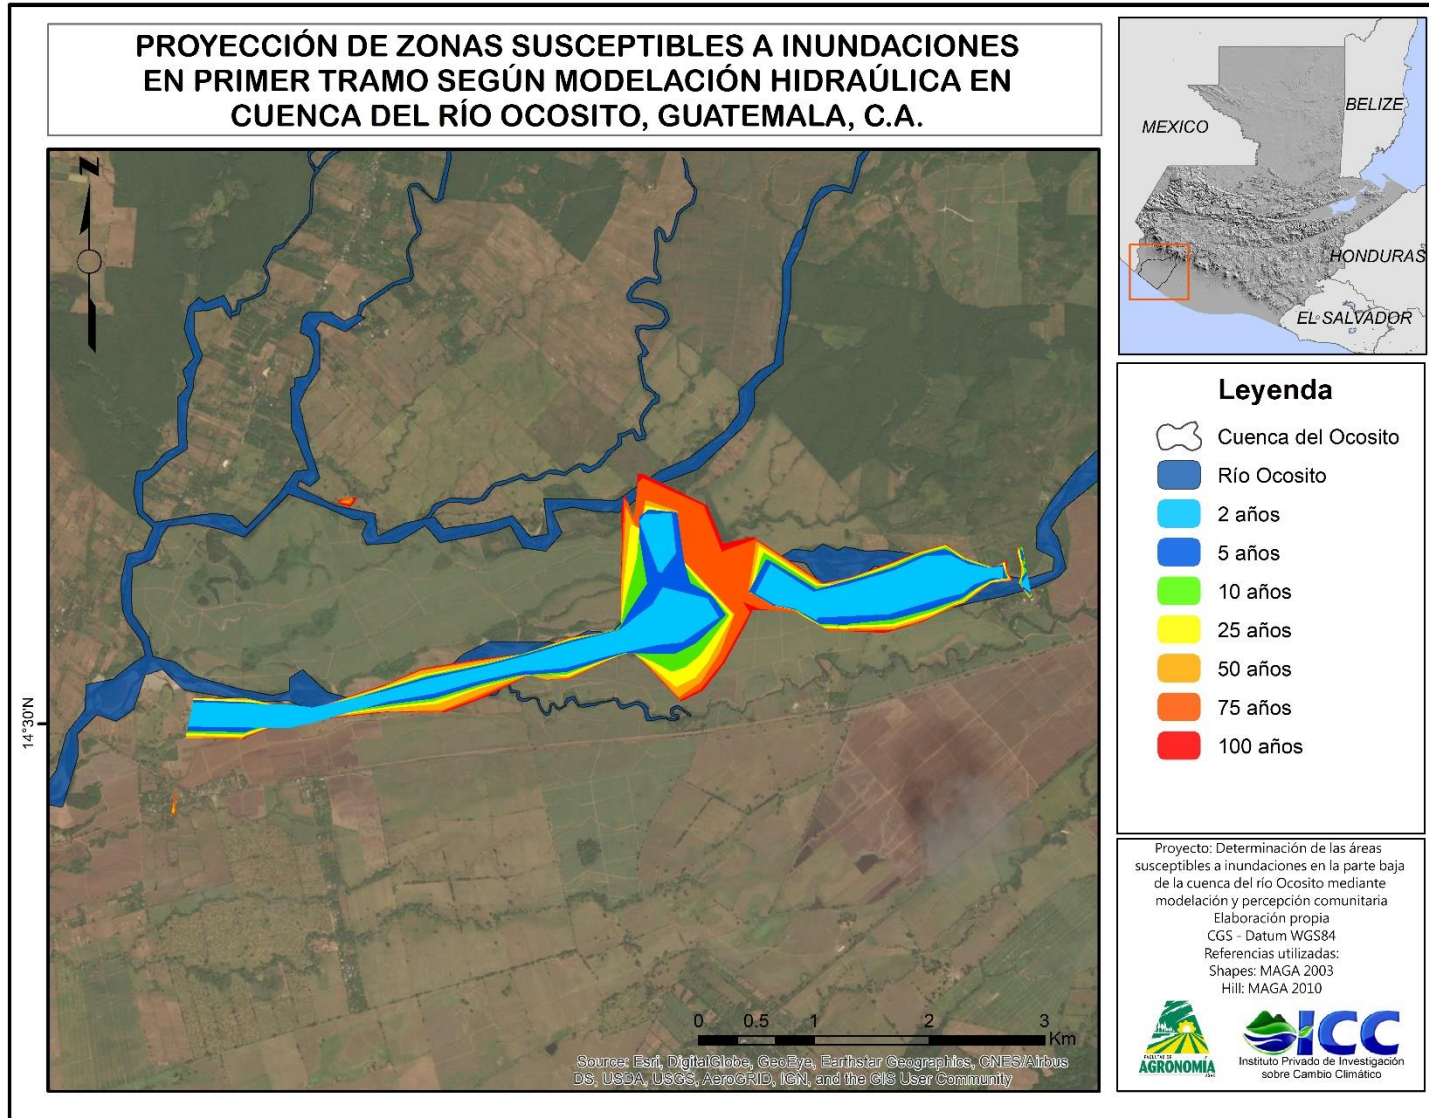 PROYECCIÓN DE ZONAS SUSCEPTIBLES A INUNDACIONES
EN PRIMER TRAMO SEGÚN MODELACIÓN HIDRAÚLICA EN
CUENCA DEL RÍO OCOSITO, GUATEMALA, C.A.
MEXICO
BELIZE
HONDURAS
EL SALVADOR
Z
14°30'N
0 0.5 1 2 3
Km
Source: Esri, DigitalGlobe, GeoEye, Earthstar Geographics, CNES/Airbus
DS, USDA, USGS, AeroGRID, IGN, and the GIS User Community
Leyenda
Cuenca del Ocosito
Río Ocosito
2 años
5 años
10 años
25 años
50 años
75 años
100 años
Proyecto: Determinación de las áreas
susceptibles a inundaciones en la parte baja
de la cuenca del río Ocosito mediante
modelación y percepción comunitaria
Elaboración propia
CGS - Datum WGS84
Referencias utilizadas:
Shapes: MAGA 2003
Hill: MAGA 2010
FACULTAD DE
AGRONOMÍA
ICC
Instituto Privado de Investigación
sobre Cambio Climático